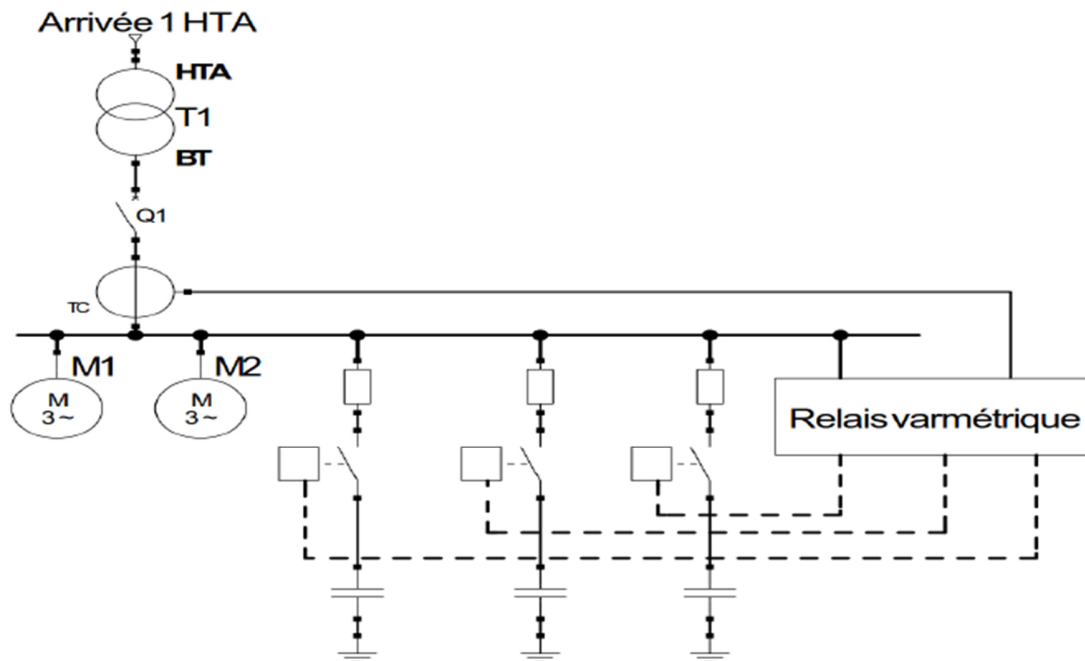 Arrivée 1 HTA
HTA
T1
BT
Q1
TC
M1
M2
M
3~
M
3~
Relais varmétrique